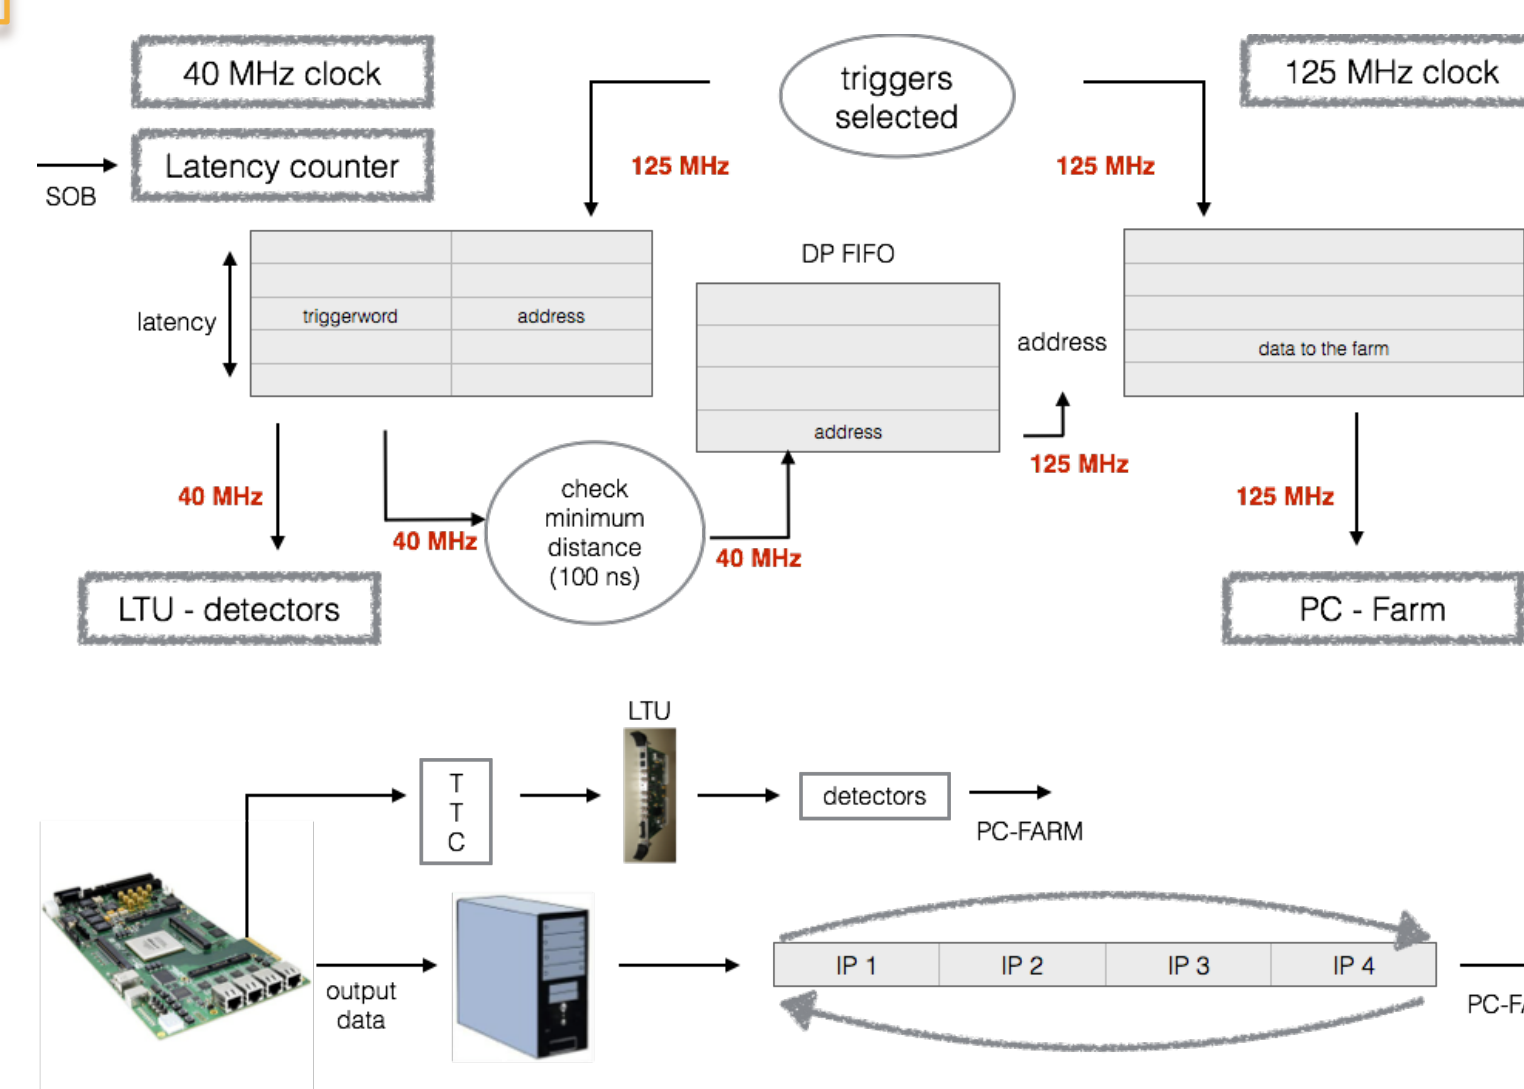 40 MHz clock
triggers
selected
125 MHz clock
Latency counter
SOB
125 MHz
125 MHz
DP FIFO
latency
triggerword
address
address
address
data to the farm
125 MHz
40 MHz
40 MHz
check
minimum
distance
(100 ns)
40 MHz
125 MHz
LTU - detectors
PC - Farm
LTU
T
T
C
detectors
PC-FARM
output
data
IP 1
IP 2
IP 3
IP 4